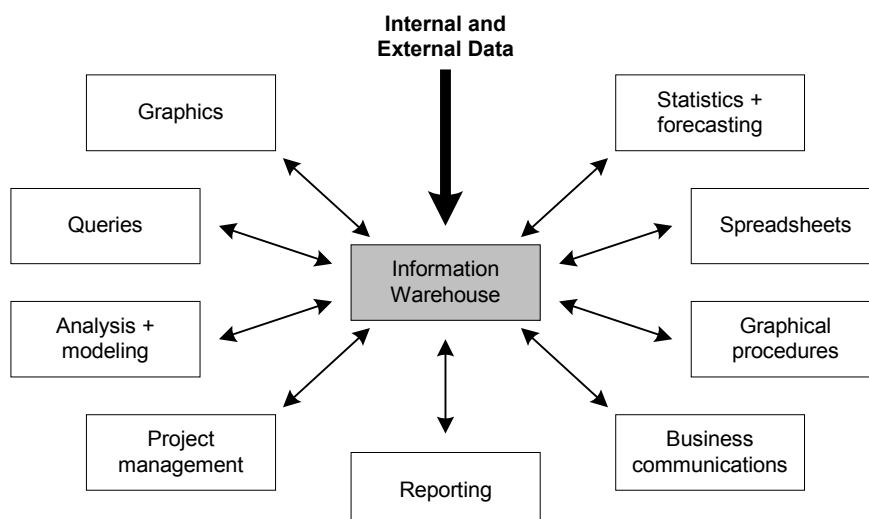 Internal and
External Data
Graphics
Statistics +
forecasting
Queries
Spreadsheets
Information
Warehouse
Analysis +
modeling
Graphical
procedures
Project
management
Reporting
Business
communications